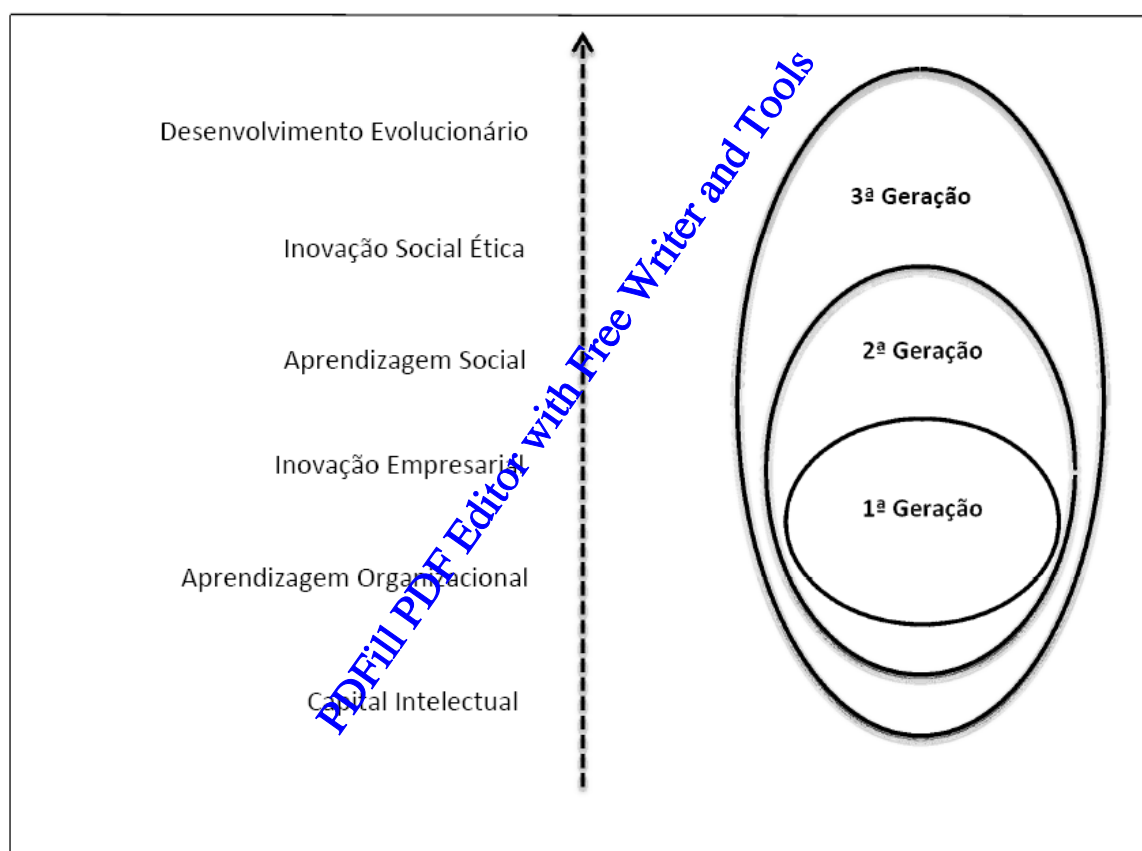 Desenvolvimento Evolucionário
Inovação Social Ética
Aprendizagem Social
Inovação Empresarial
Aprendizagem Organizacional
Capital Intelectual
3ª Geração
2ª Geração
1ª Geração
PDFill PDF Editor with Free Writer and Tools